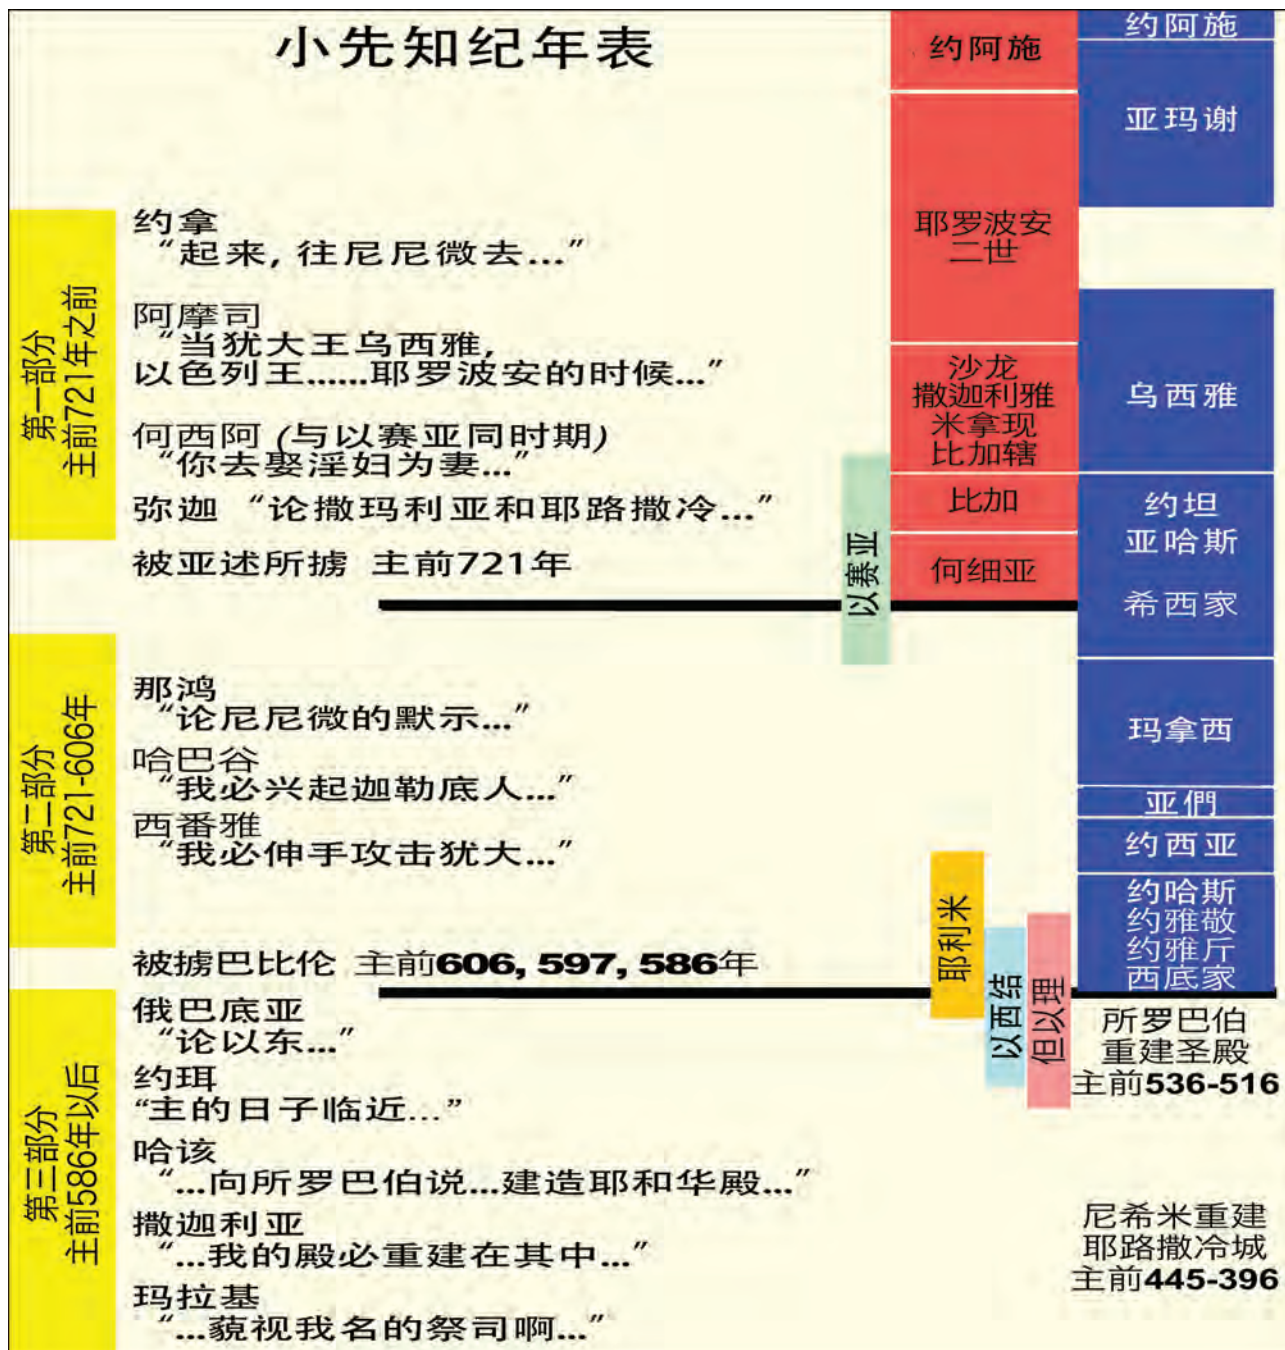 小先知纪年表
第一部分
主前721年之前
约拿
“起来, 往尼尼微去...”
阿摩司
“当犹大王乌西雅,
以色列王......耶罗波安的时候...”
何西阿 (与以赛亚同时期)
“你去娶淫妇为妻...”
弥迦 “论撒玛利亚和耶路撒冷...”
被亚述所掳 主前721年
第二部分
主前721-606年
那鸿
“论尼尼微的默示...”
哈巴谷
“我必兴起迦勒底人...”
西番雅
“我必伸手攻击犹大...”
被掳巴比伦 主前606, 597, 586年
第三部分
主前586年以后
俄巴底亚
“论以东...”
约珥
“主的日子临近...”
哈该
“...向所罗巴伯说...建造耶和华殿...”
撒迦利亚
“...我的殿必重建在其中...”
玛拉基
“...藐视我名的祭司啊...”
以赛亚
耶利米
以西结
但以理
约阿施
耶罗波安
二世
沙龙
撒迦利雅
米拿现
比加辖
比加
何细亚
约阿施
亚玛谢
乌西雅
约坦
亚哈斯
希西家
玛拿西
亚們
约西亚
约哈斯
约雅敬
约雅斤
西底家
所罗巴伯
重建圣殿
主前536-516
尼希米重建
耶路撒冷城
主前445-396